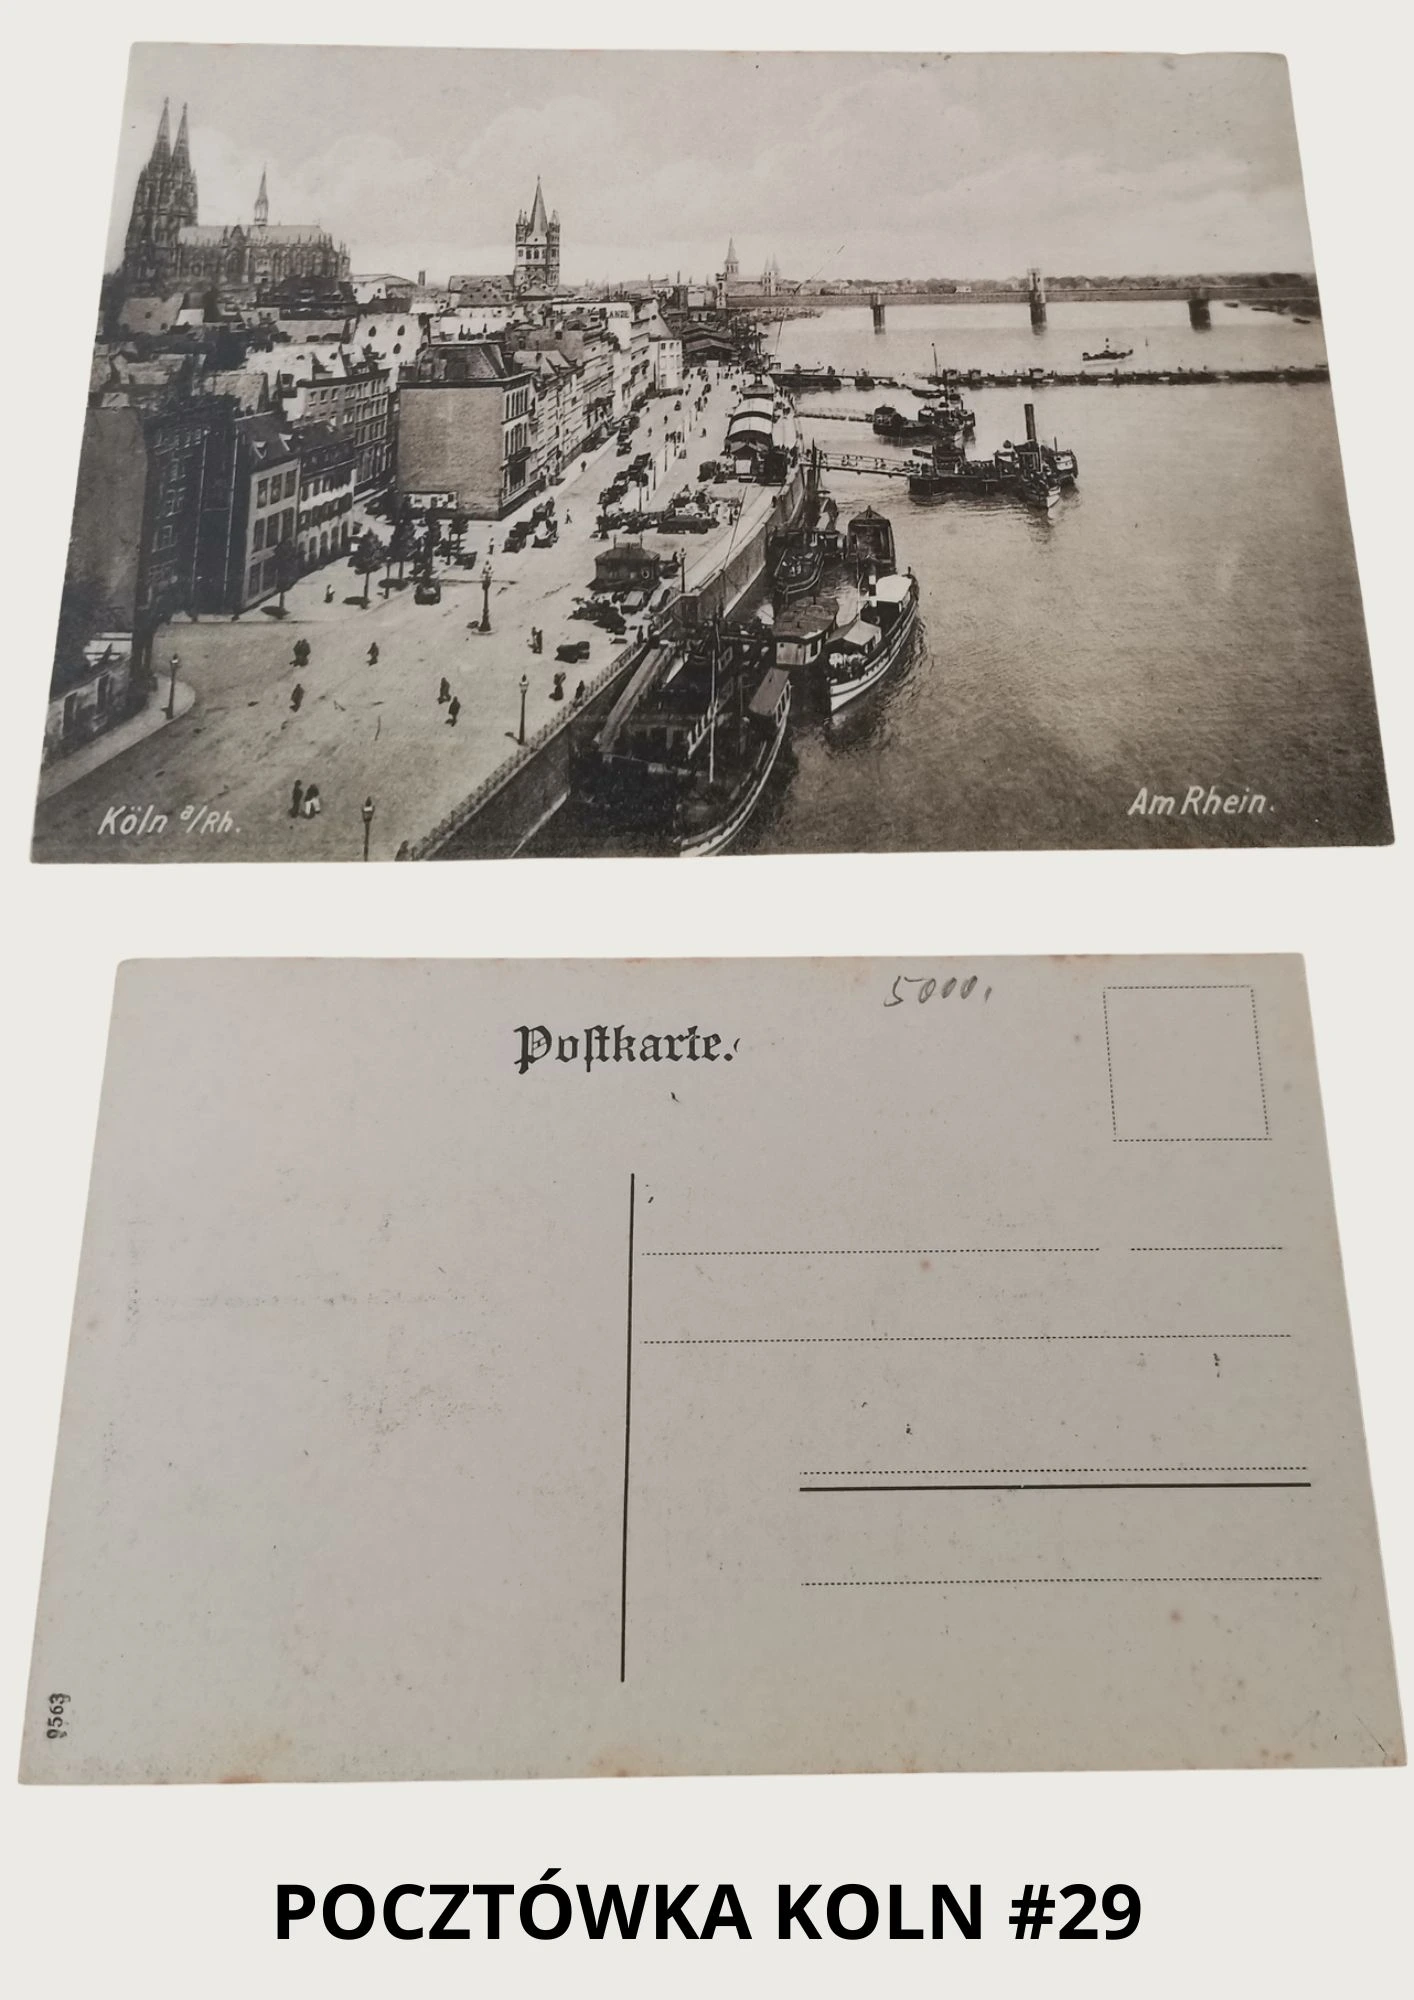 Köln a/Rh.
Am Rhein.
5000,
Poſtkarte.
9563
POCZTÓWKA KOLN #29